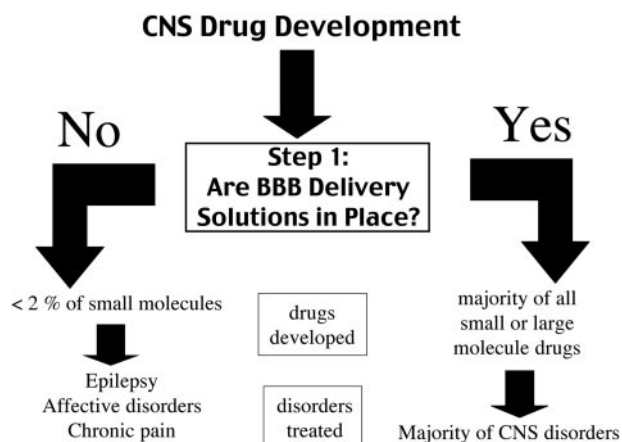 CNS Drug Development
No
Yes
Step 1:
Are BBB Delivery
Solutions in Place?
< 2 % of small molecules
drugs
developed
majority of all
small or large
molecule drugs
Epilepsy
Affective disorders
Chronic pain
disorders
treated
Majority of CNS disorders